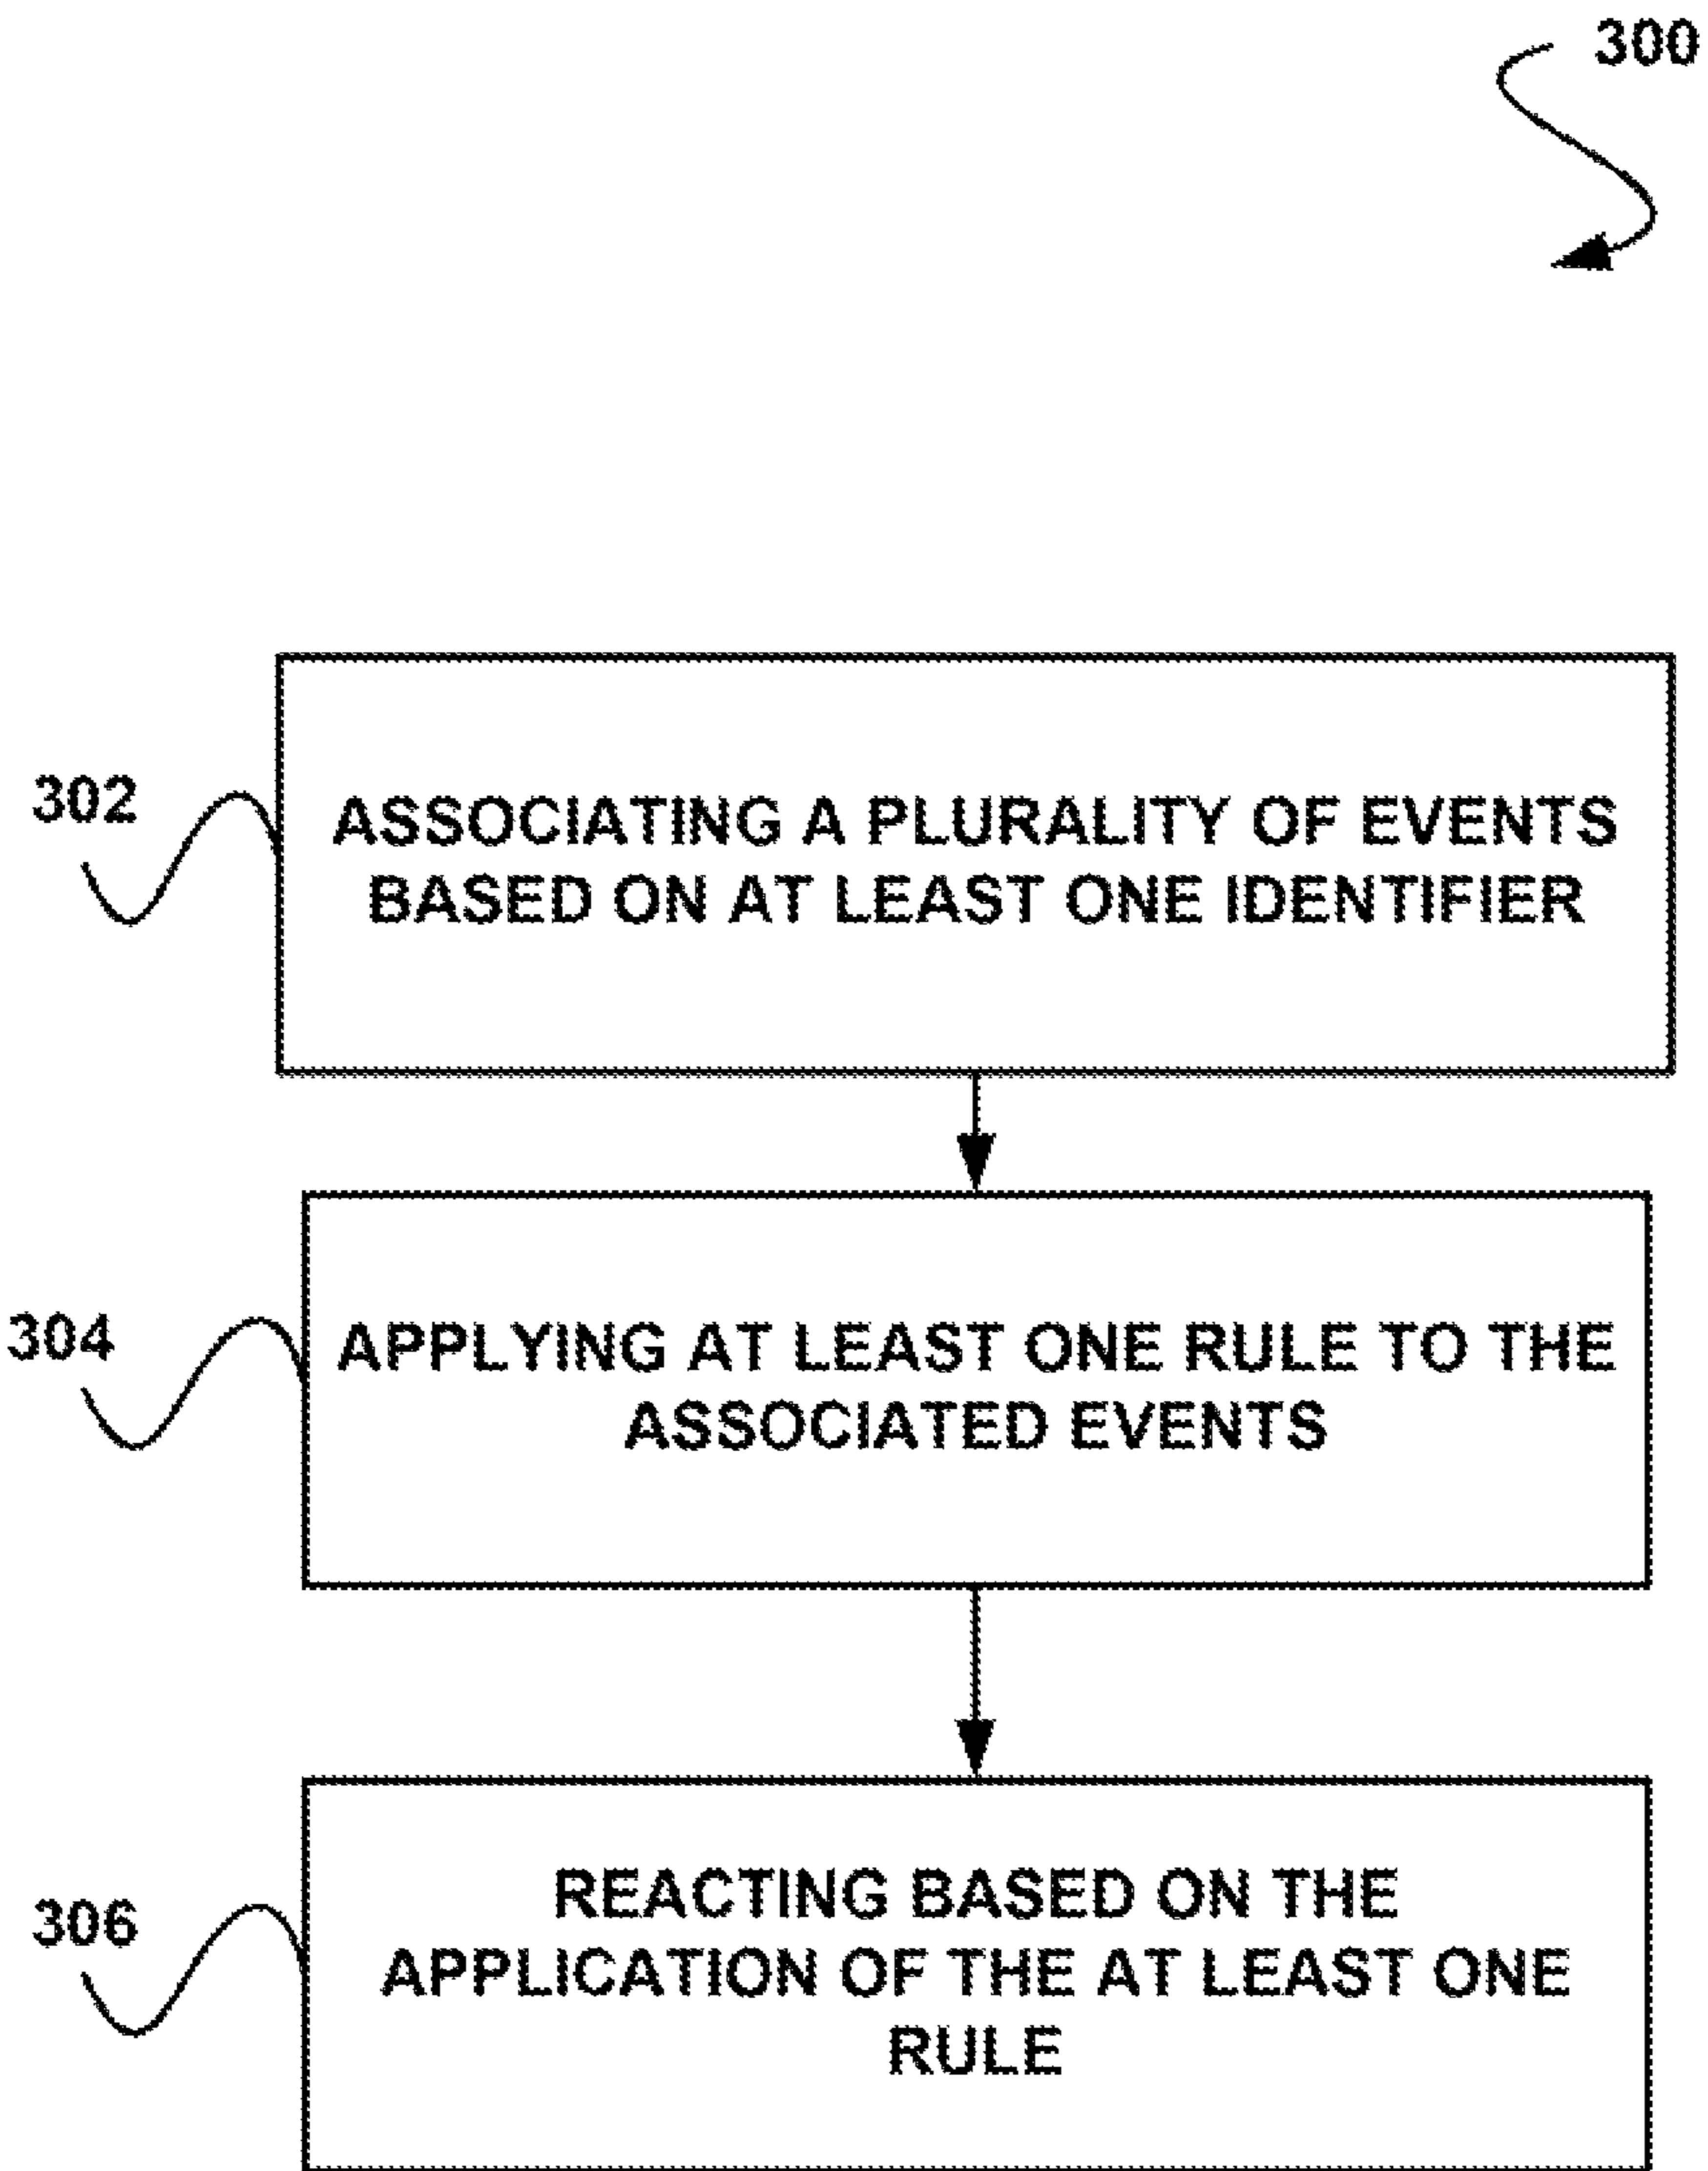 300
302
ASSOCIATING A PLURALITY OF EVENTS
BASED ON AT LEAST ONE IDENTIFIER
304
APPLYING AT LEAST ONE RULE TO THE
ASSOCIATED EVENTS
306
REACTING BASED ON THE
APPLICATION OF THE AT LEAST ONE
RULE